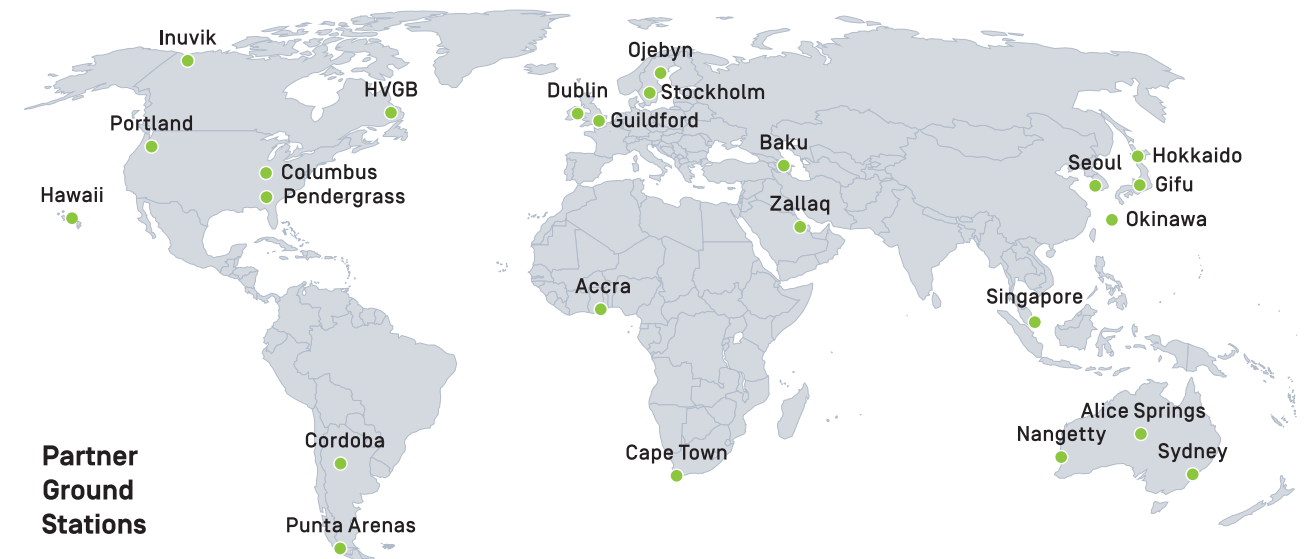 Inuvik
Ojebyn
HVGB
Dublin
Stockholm
Portland
Guildford
Baku
Seoul
Hokkaido
Columbus
Gifu
Hawaii
Pendergrass
Zallaq
Okinawa
Accra
Singapore
Alice Springs
Nangetty
Cordoba
Cape Town
Sydney
Partner
Ground
Stations
Punta Arenas